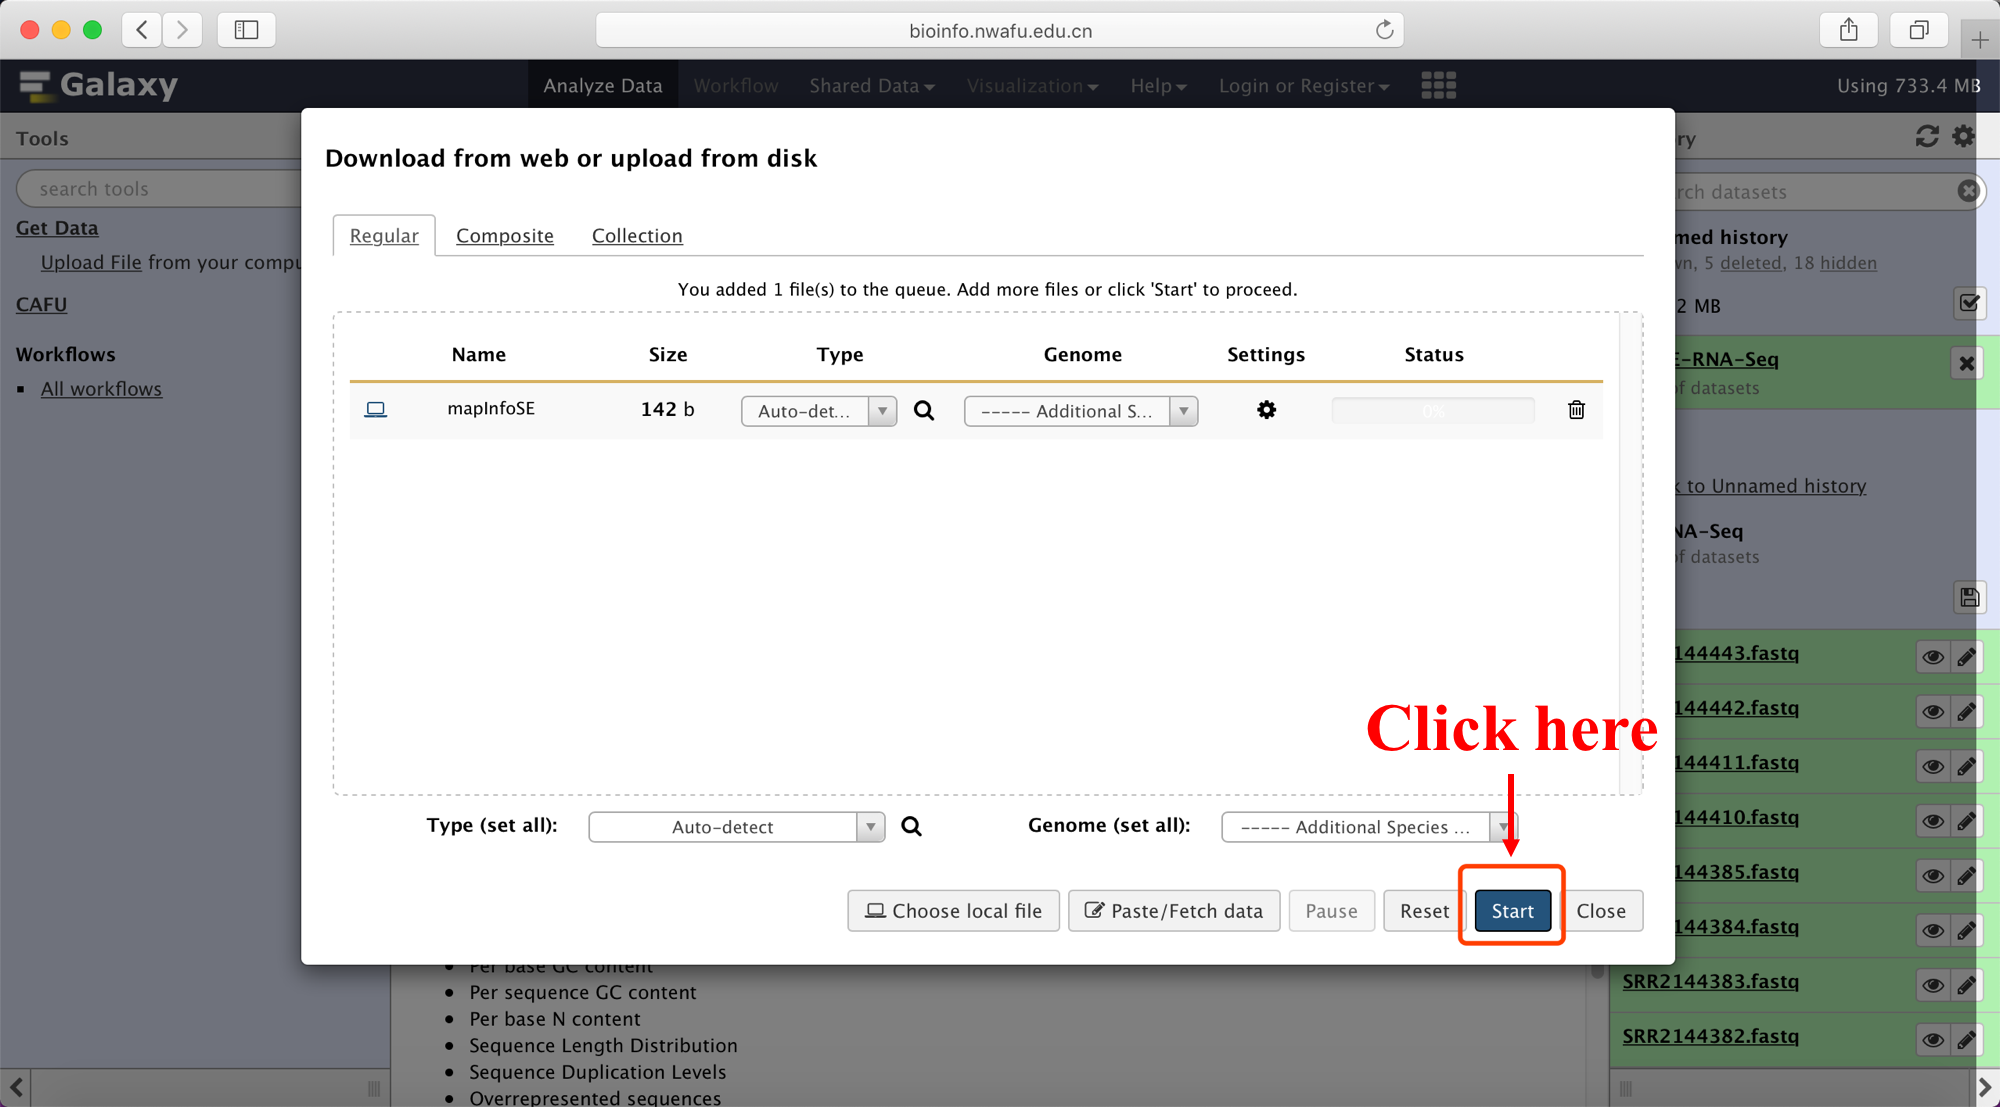 bioinfo.nwafu.edu.cn
Galaxy
Analyze Data
Workflow
Shared Data
Visualization
Help
Login or Register
Using 733.4 MB
Tools
search tools
Get Data
Upload File from your compu
CAFU
Workflows
All workflows
Download from web or upload from disk
Regular
Composite
Collection
You added 1 file(s) to the queue. Add more files or click 'Start' to proceed.
Name Size Type Genome Settings Status
mapInfoSE 142 b Auto-det... ----- Additional S... 0%
Click here
Type (set all): Auto-detect Genome (set all): ----- Additional Species ...
Choose local file
Paste/Fetch data
Pause
Reset
Start
Close
Per base GC content
Per sequence GC content
Per base N content
Sequence Length Distribution
Sequence Duplication Levels
Overrepresented sequences
ry
rch datasets
med history
wn, 5 deleted, 18 hidden
2 MB
E-RNA-Seq
of datasets
k to Unnamed history
NA-Seq
of datasets
144443.fastq
144442.fastq
144411.fastq
144410.fastq
144385.fastq
144384.fastq
SRR2144383.fastq
SRR2144382.fastq